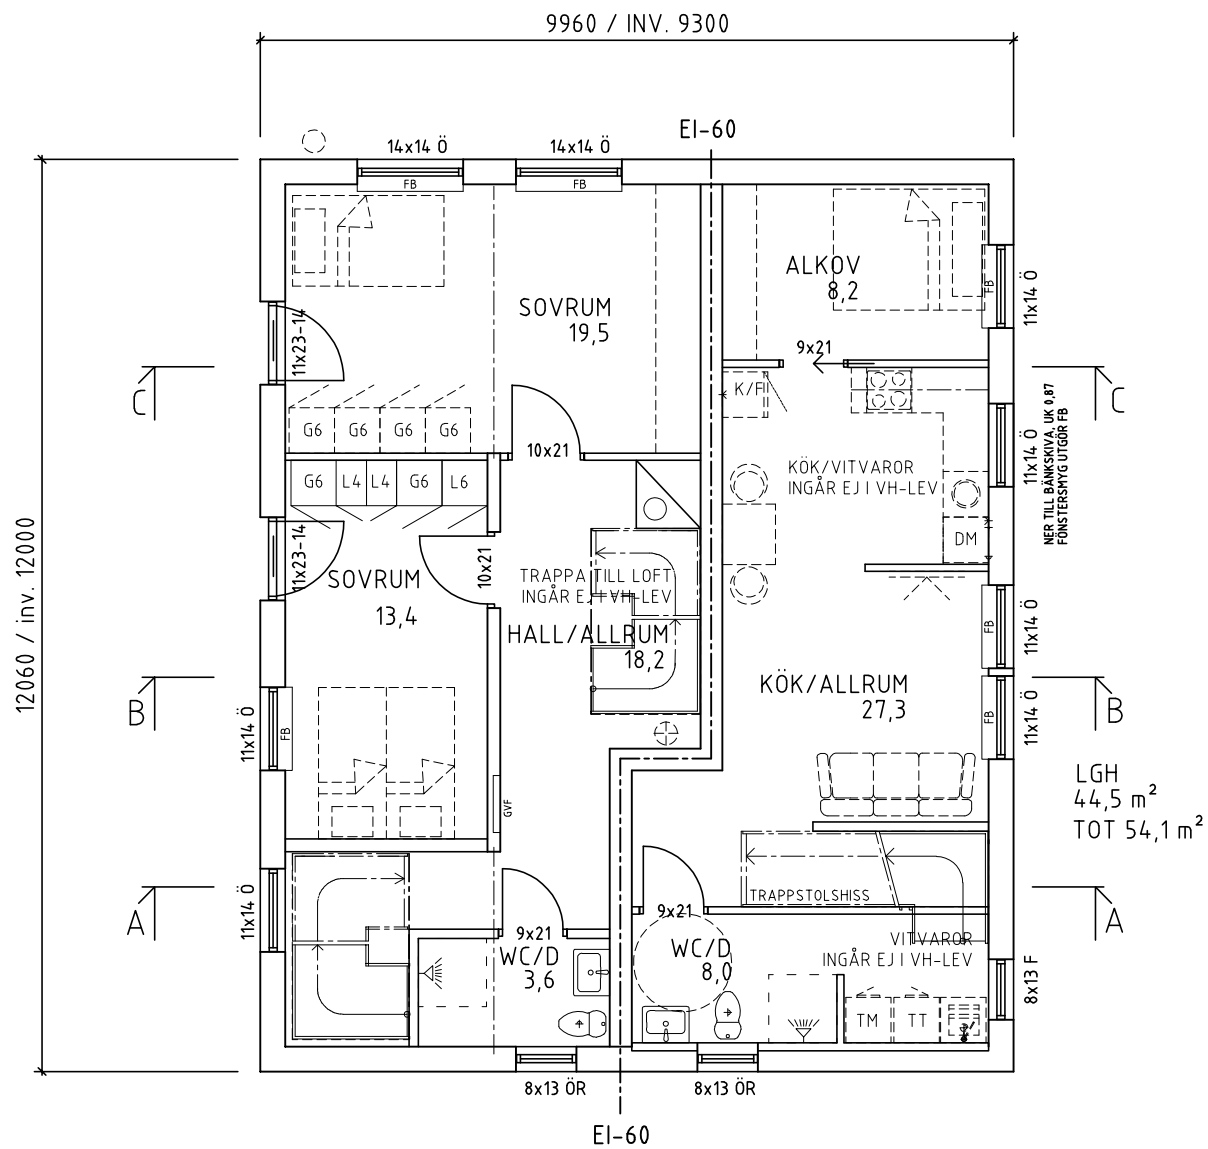 9960 / INV. 9300
EI-60
14x14 Ö
14x14 Ö
FB
FB
ALKOV
8,2
FB
11x14 Ö
SOVRUM
19,5
11x23-14
9x21
C
C
K/F
G6
G6
G6
G6
10x21
11x14 Ö
NER TILL BÄNKSKIVA, UK 0,87
FÖNSTERSMYG UTGÖR FB
KÖK/VITVAROR
INGÅR EJ I VH-LEV
G6
L4
L4
G6
L6
DM
11x23-14
SOVRUM
13,4
10x21
TRAPPA TILL LOFT
INGÅR EJ I VH-LEV
HALL/ALLRUM
18,2
12060 / inv. 12000
FB
11x14 Ö
KÖK/ALLRUM
27,3
B
B
11x14 Ö
FB
FB
11x14 Ö
LGH
44,5 m²
TOT 54,1 m²
GVF
A
A
11x14 Ö
TRAPPSTOLSHISS
9x21
9x21
WC/D
3,6
WC/D
8,0
VITVAROR
INGÅR EJ I VH-LEV
8x13 F
TM
TT
8x13 ÖR
8x13 ÖR
EI-60